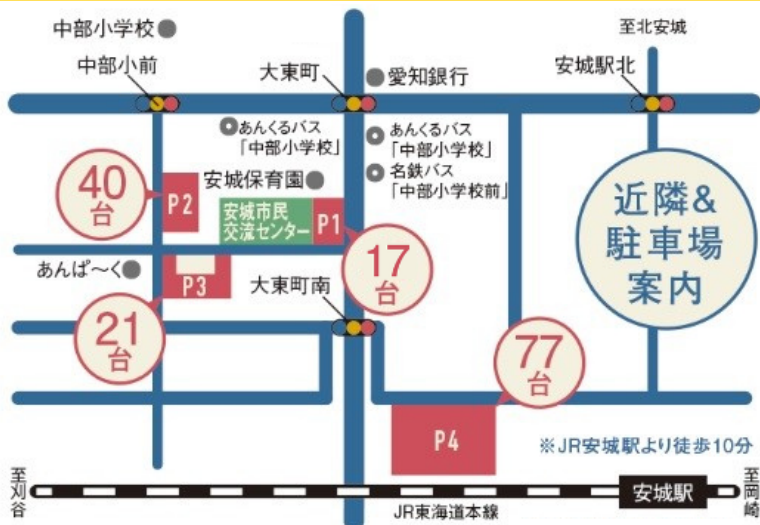 中部小学校
至北安城
中部小前
大東町
愛知銀行
安城駅北
あんくるバス
「中部小学校」
あんくるバス
「中部小学校」
名鉄バス
「中部小学校前」
40
台
P2
安城保育園
安城市民
交流センター
P1
近隣&
駐車場
案内
17
台
あんぱ～く
P3
大東町南
21
台
77
台
P4
※JR安城駅より徒歩10分
至刈谷
安城駅
至岡崎
JR東海道本線